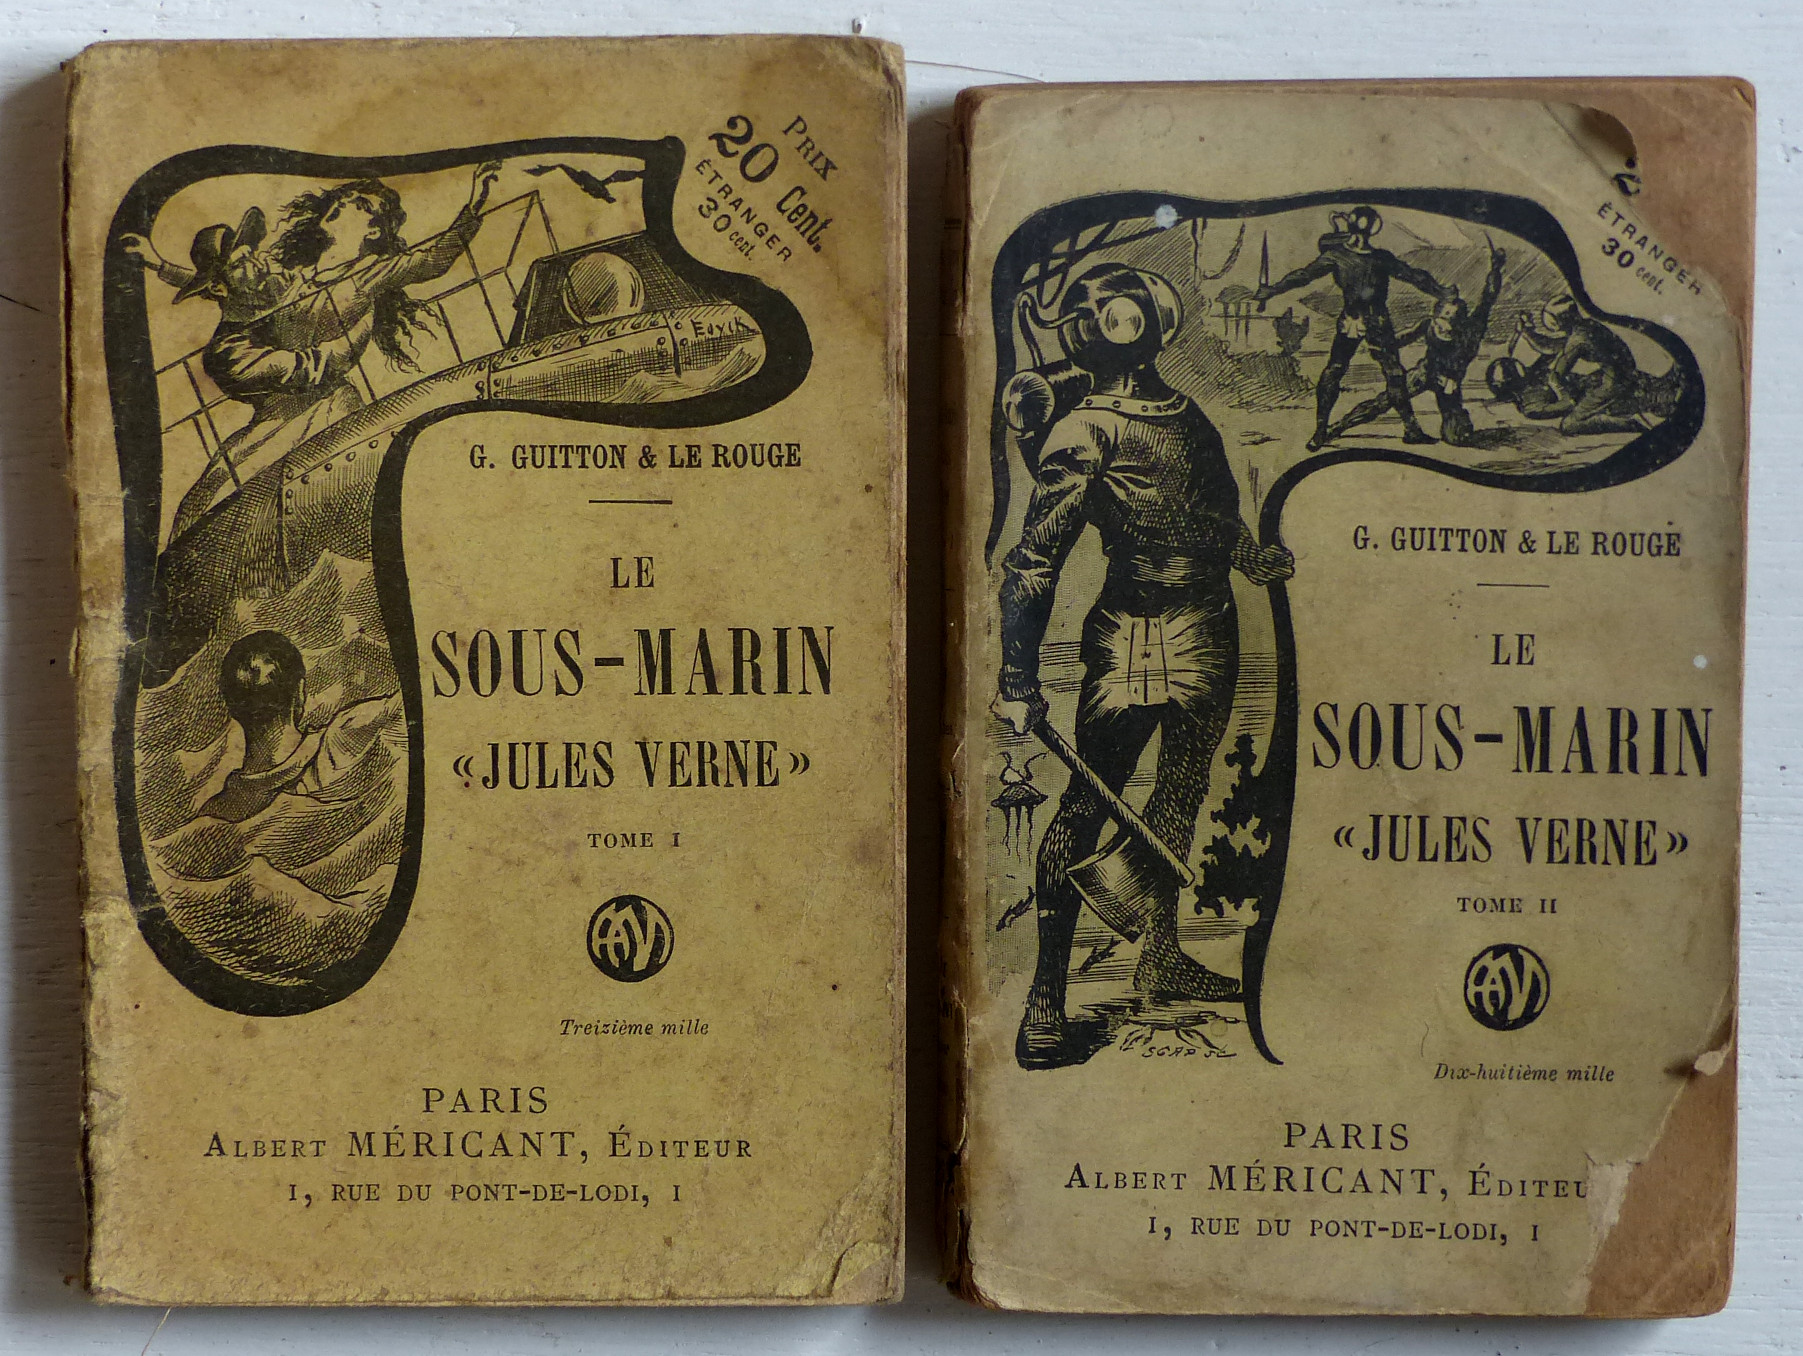 PRIX
20 Cent.
ÉTRANGER
30 cent.
G. GUITTON & LE ROUGE
LE
SOUS-MARIN
« JULES VERNE »
TOME I
Treizième mille
PARIS
ALBERT MÉRICANT, ÉDITEUR
1, RUE DU PONT-DE-LODI, 1
ÉTRANGER
30 cent.
G. GUITTON & LE ROUGE
LE
SOUS-MARIN
« JULES VERNE »
TOME II
Dix-huitième mille
PARIS
ALBERT MÉRICANT, ÉDITEU
1, RUE DU PONT-DE-LODI, 1